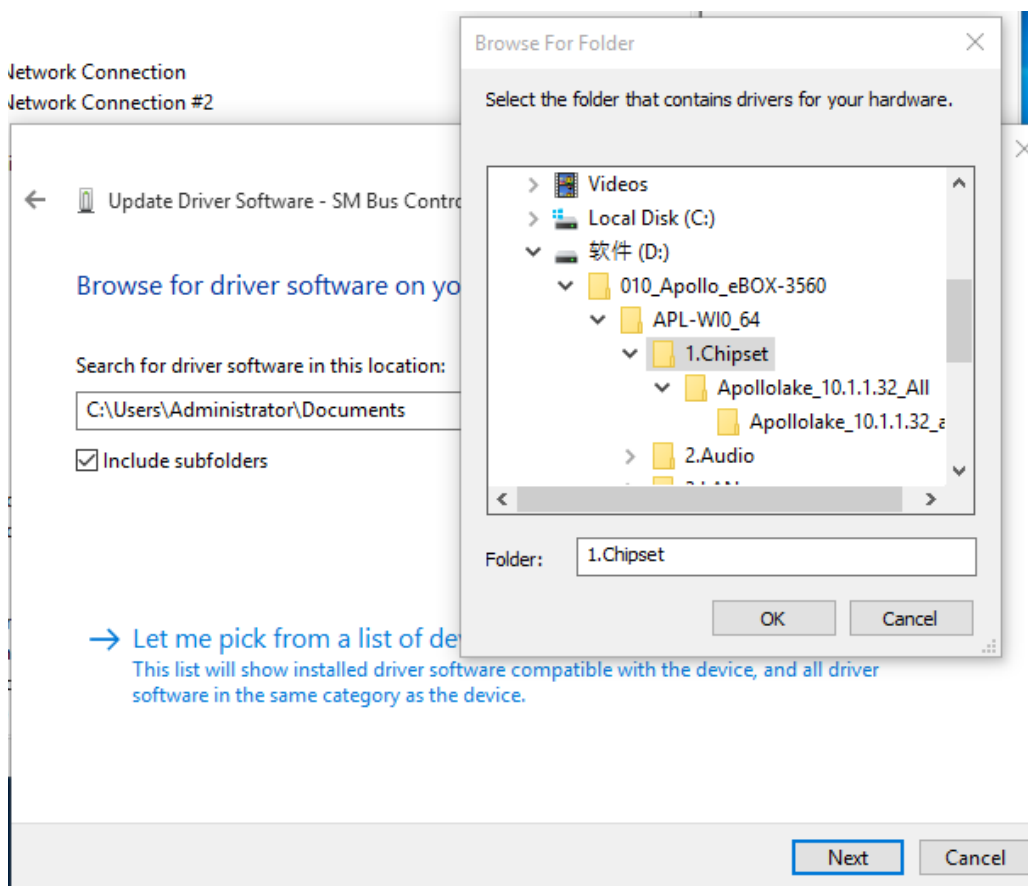 Network Connection
Network Connection #2
Browse For Folder
Select the folder that contains drivers for your hardware.
Videos
Local Disk (C:)
软件 (D:)
010_Apollo_eBOX-3560
APL-WI0_64
1.Chipset
Apollolake_10.1.1.32_All
Apollolake_10.1.1.32_a
2.Audio
Folder:
1.Chipset
OK
Cancel
Update Driver Software - SM Bus Contro
Browse for driver software on yo
Search for driver software in this location:
C:\Users\Administrator\Documents
Include subfolders
Let me pick from a list of de
This list will show installed driver software compatible with the device, and all driver
software in the same category as the device.
Next
Cancel